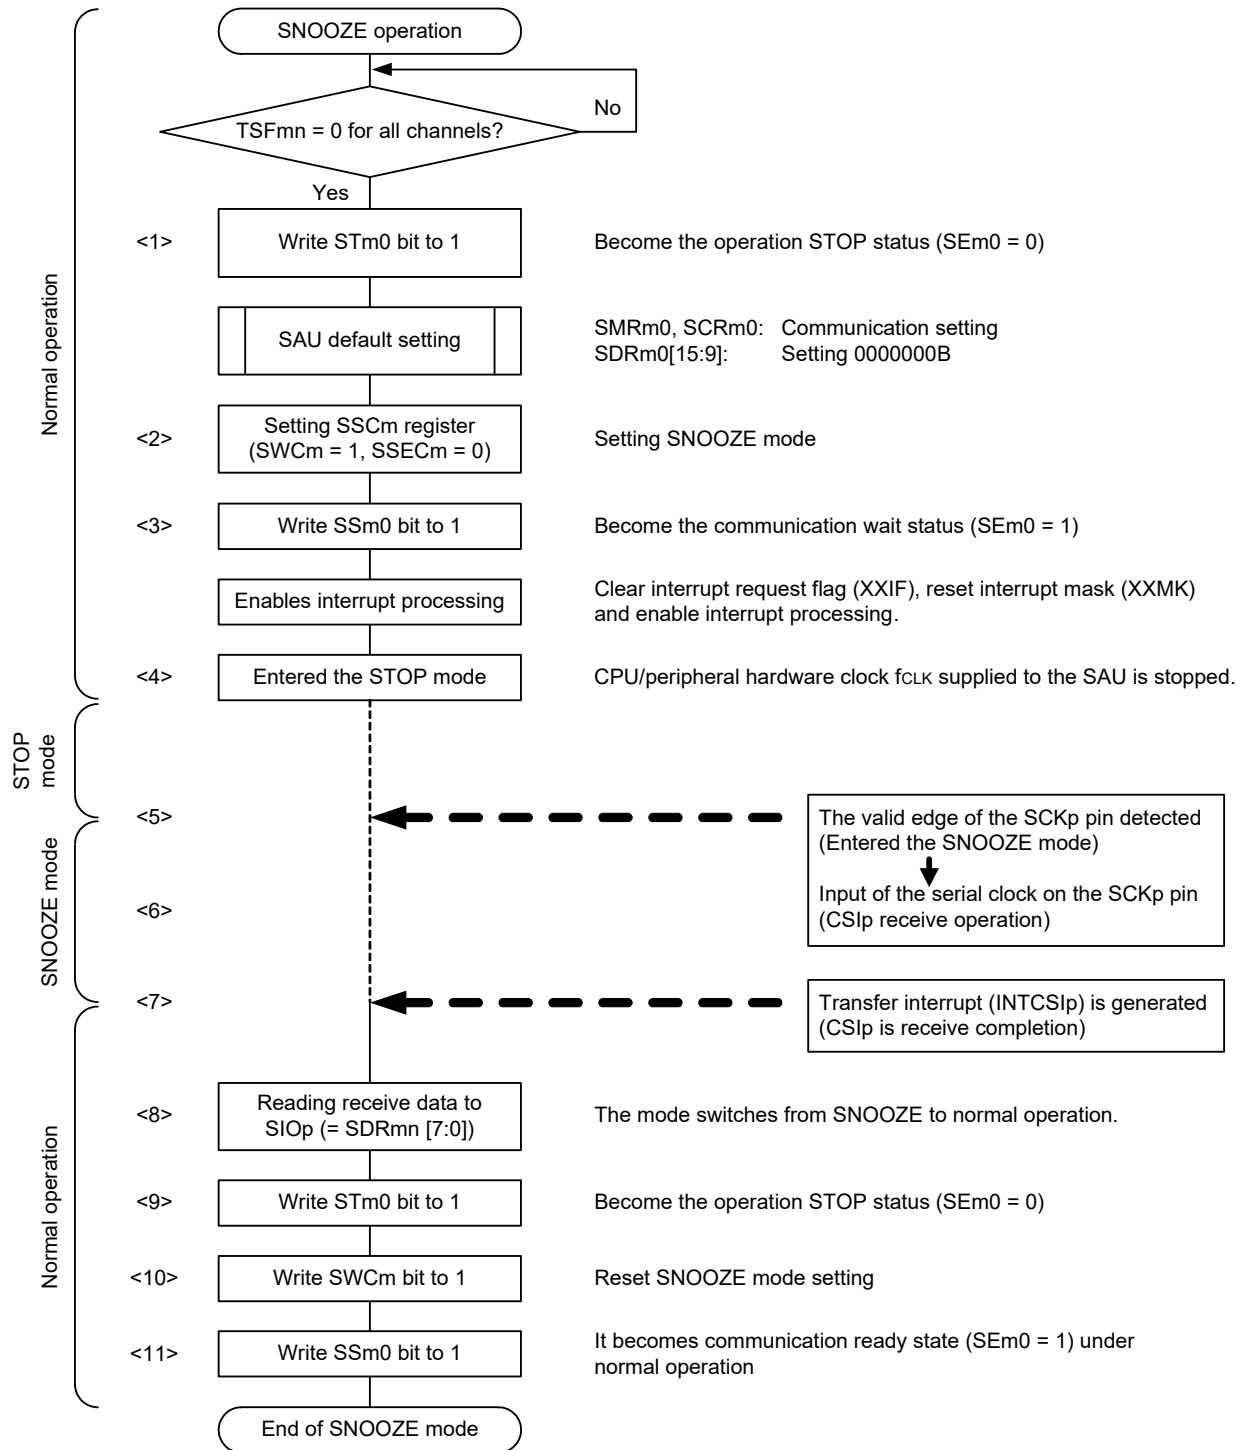 SNOOZE operation
TSFmn = 0 for all channels?
No
Yes
Normal operation
<1>
Write STm0 bit to 1
Become the operation STOP status (SEm0 = 0)
SAU default setting
SMRm0, SCRm0: Communication setting
SDRm0[15:9]: Setting 0000000B
<2>
Setting SSCm register
(SWCm = 1, SSECm = 0)
Setting SNOOZE mode
<3>
Write SSm0 bit to 1
Become the communication wait status (SEm0 = 1)
Enables interrupt processing
Clear interrupt request flag (XXIF), reset interrupt mask (XXMK)
and enable interrupt processing.
<4>
Entered the STOP mode
CPU/peripheral hardware clock fCLK supplied to the SAU is stopped.
STOP
mode
<5>
The valid edge of the SCKp pin detected
(Entered the SNOOZE mode)
SNOOZE mode
<6>
Input of the serial clock on the SCKp pin
(CSIp receive operation)
<7>
Transfer interrupt (INTCSIp) is generated
(CSIp is receive completion)
Normal operation
<8>
Reading receive data to
SIOp (= SDRmn [7:0])
The mode switches from SNOOZE to normal operation.
<9>
Write STm0 bit to 1
Become the operation STOP status (SEm0 = 0)
<10>
Write SWCm bit to 1
Reset SNOOZE mode setting
<11>
Write SSm0 bit to 1
It becomes communication ready state (SEm0 = 1) under
normal operation
End of SNOOZE mode